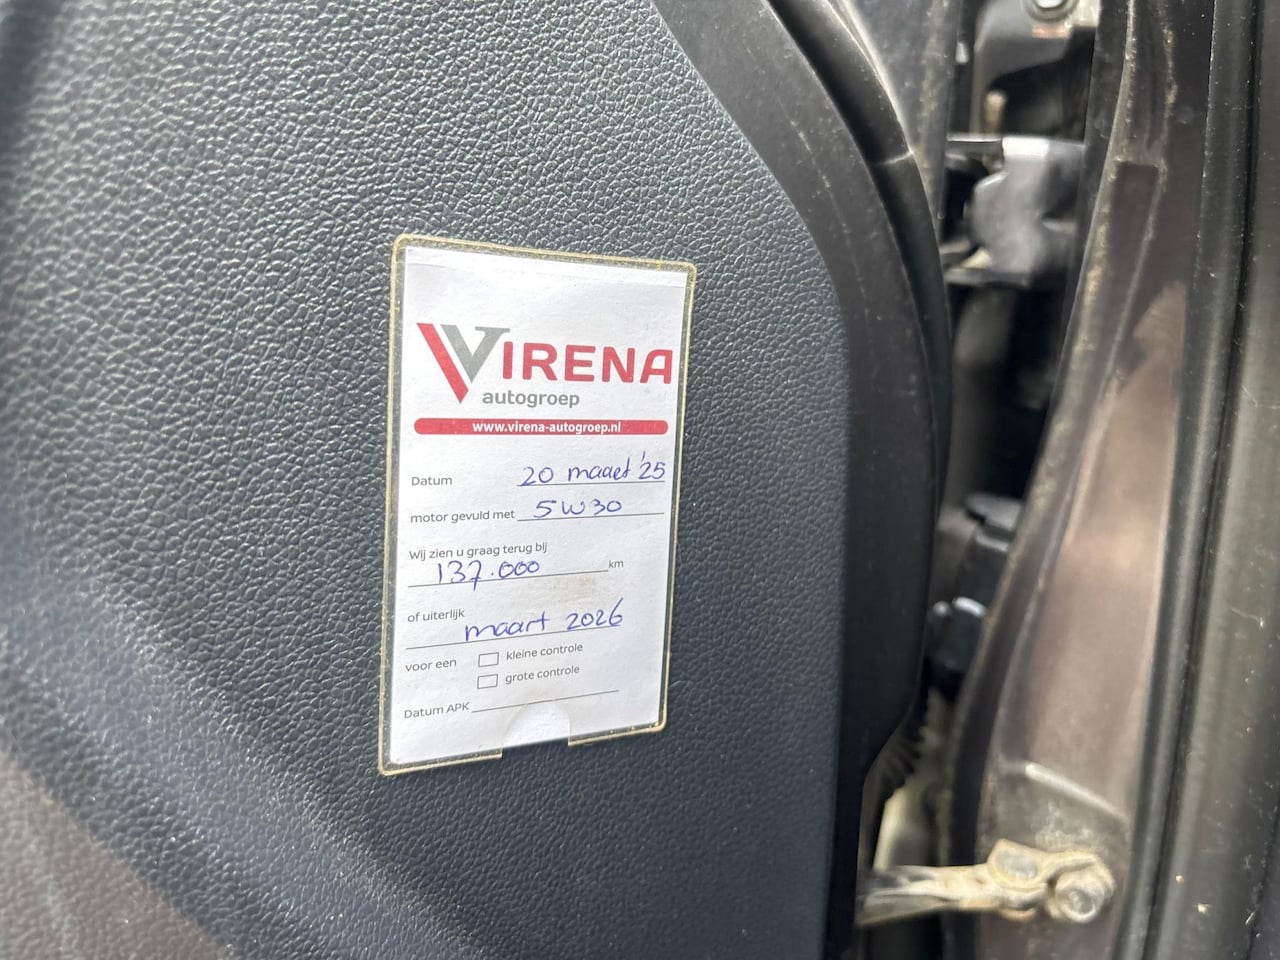 VIRENA
autogroep
www.virena-autogroep.nl
Datum 20 maart '25
motor gevuld met 5W30
Wij zien u graag terug bij
137.000 km
of uiterlijk
maart 2026
voor een kleine controle
grote controle
Datum APK